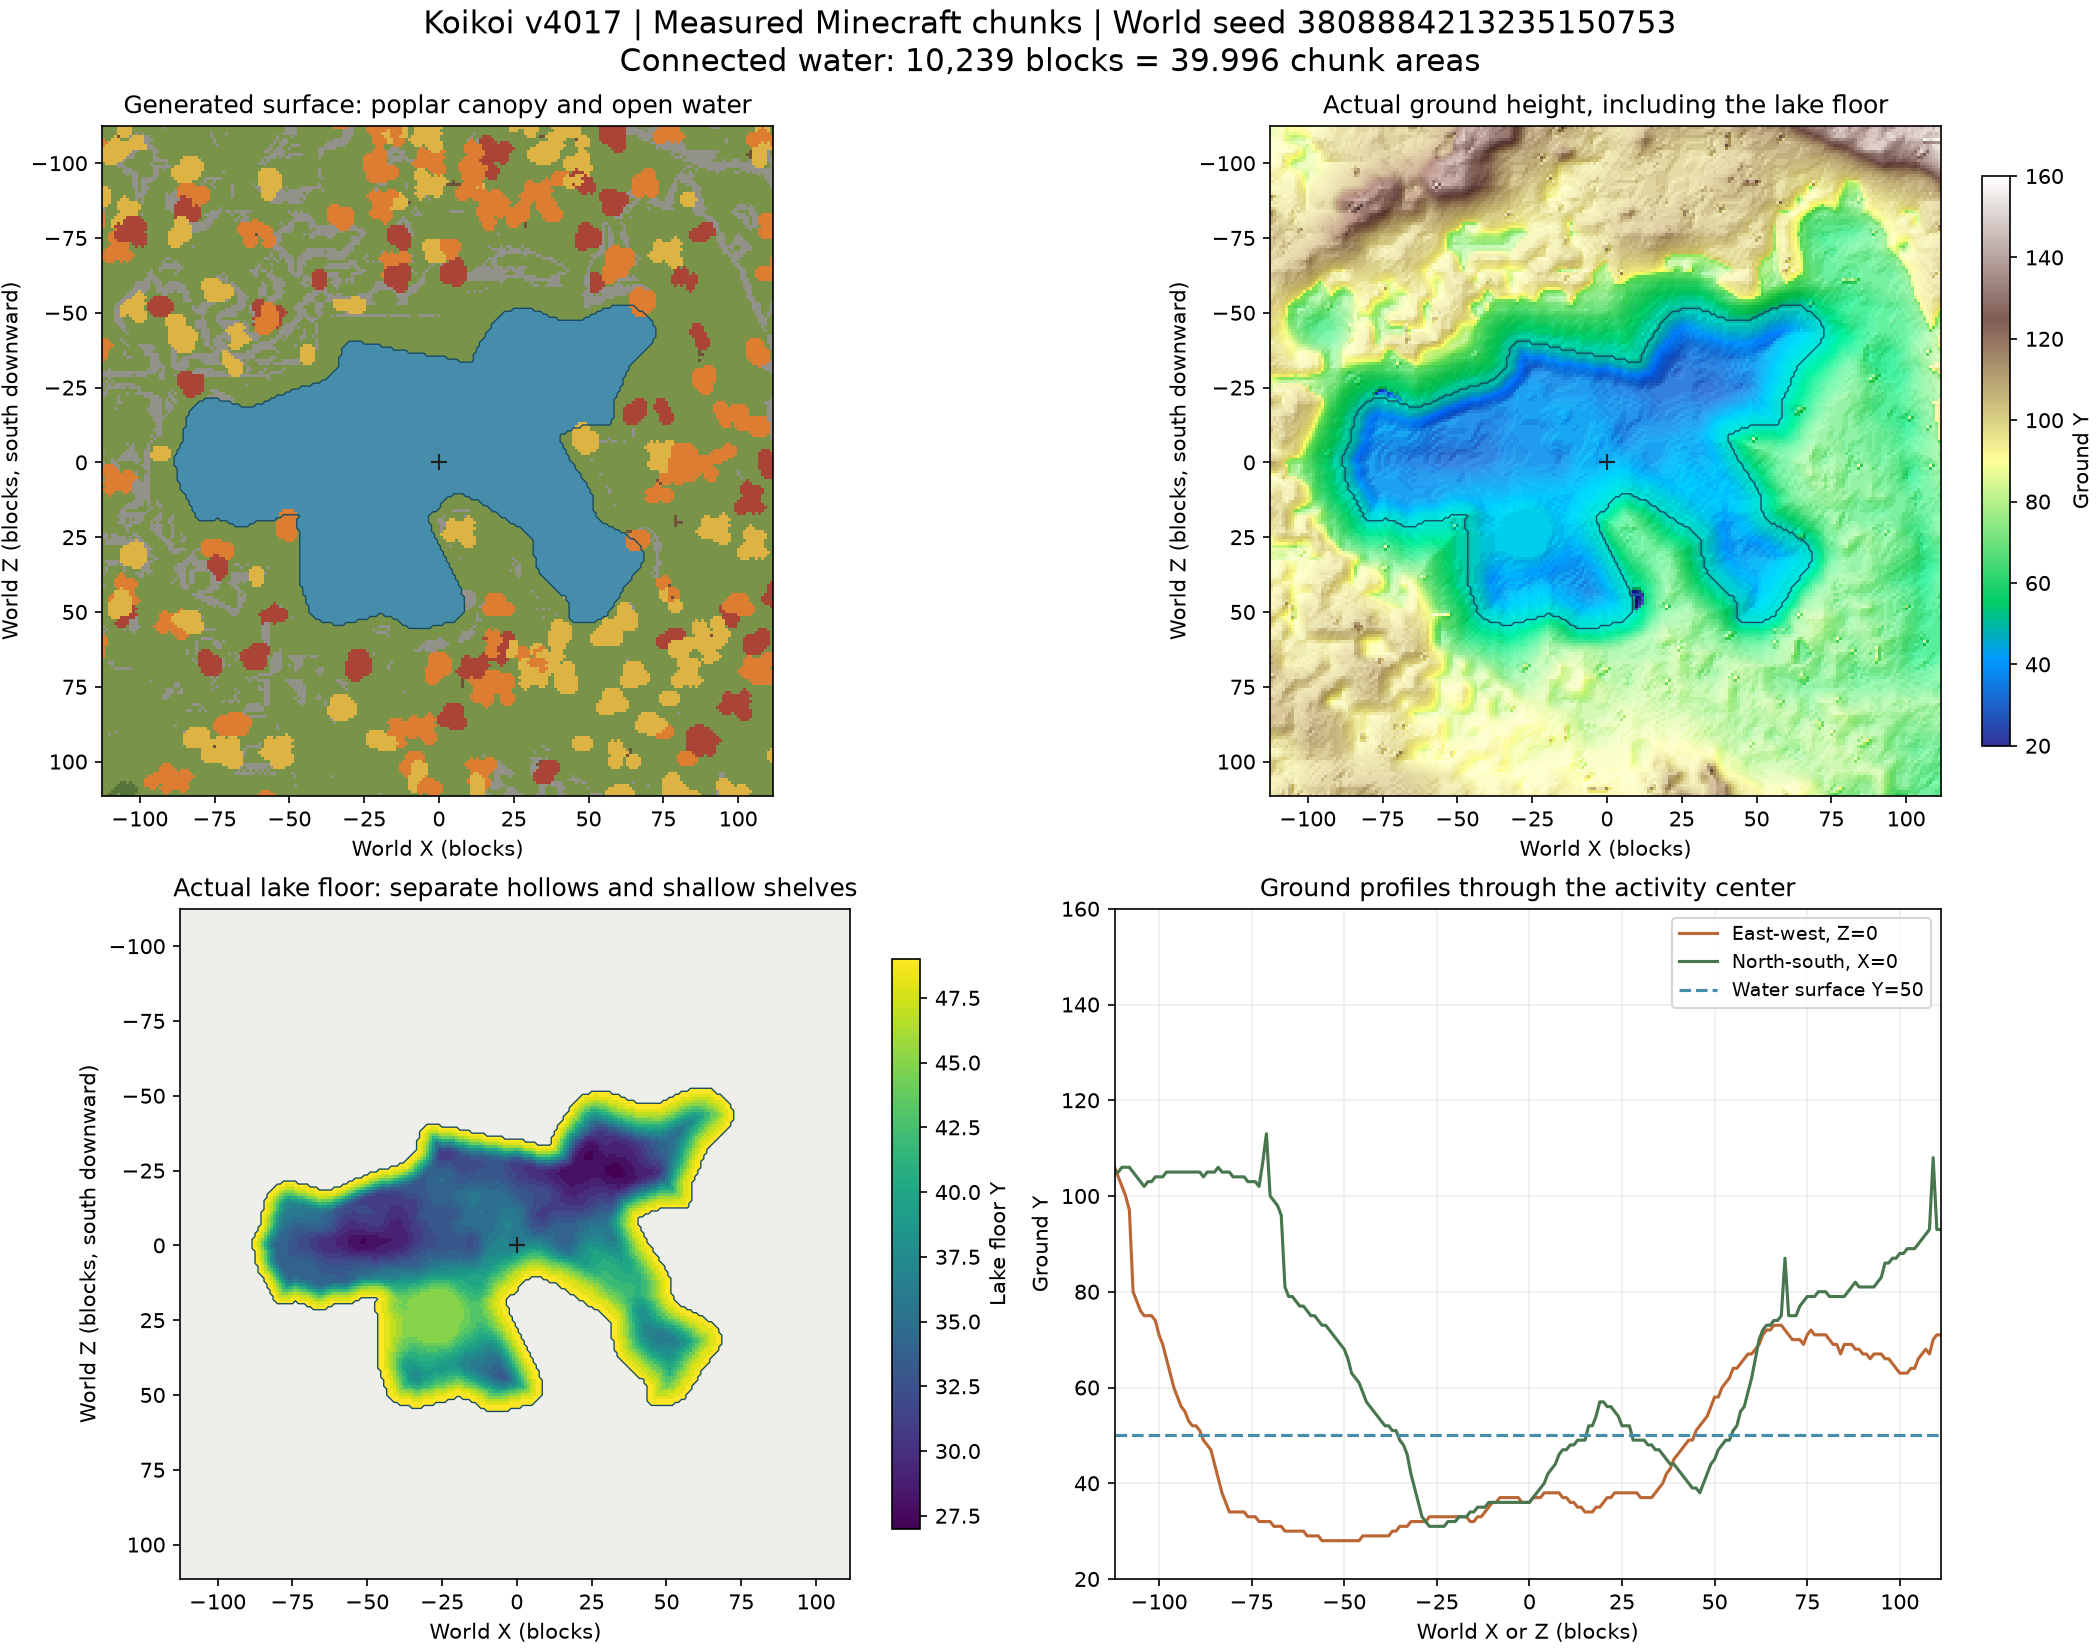 Koikoi v4017 | Measured Minecraft chunks | World seed 3808884213235150753
Connected water: 10,239 blocks = 39.996 chunk areas
Generated surface: poplar canopy and open water
−100
−75
−50
−25
0
25
50
75
100
World Z (blocks, south downward)
−100 −75 −50 −25 0 25 50 75 100
World X (blocks)
Actual ground height, including the lake floor
−100
−75
−50
−25
0
25
50
75
100
World Z (blocks, south downward)
−100 −75 −50 −25 0 25 50 75 100
World X (blocks)
160
140
120
100
80
60
40
20
Ground Y
Actual lake floor: separate hollows and shallow shelves
−100
−75
−50
−25
0
25
50
75
100
World Z (blocks, south downward)
−100 −75 −50 −25 0 25 50 75 100
World X (blocks)
47.5
45.0
42.5
40.0
37.5
35.0
32.5
30.0
27.5
Lake floor Y
Ground profiles through the activity center
160
140
120
100
80
60
40
20
Ground Y
East-west, Z=0
North-south, X=0
Water surface Y=50
−100 −75 −50 −25 0 25 50 75 100
World X or Z (blocks)